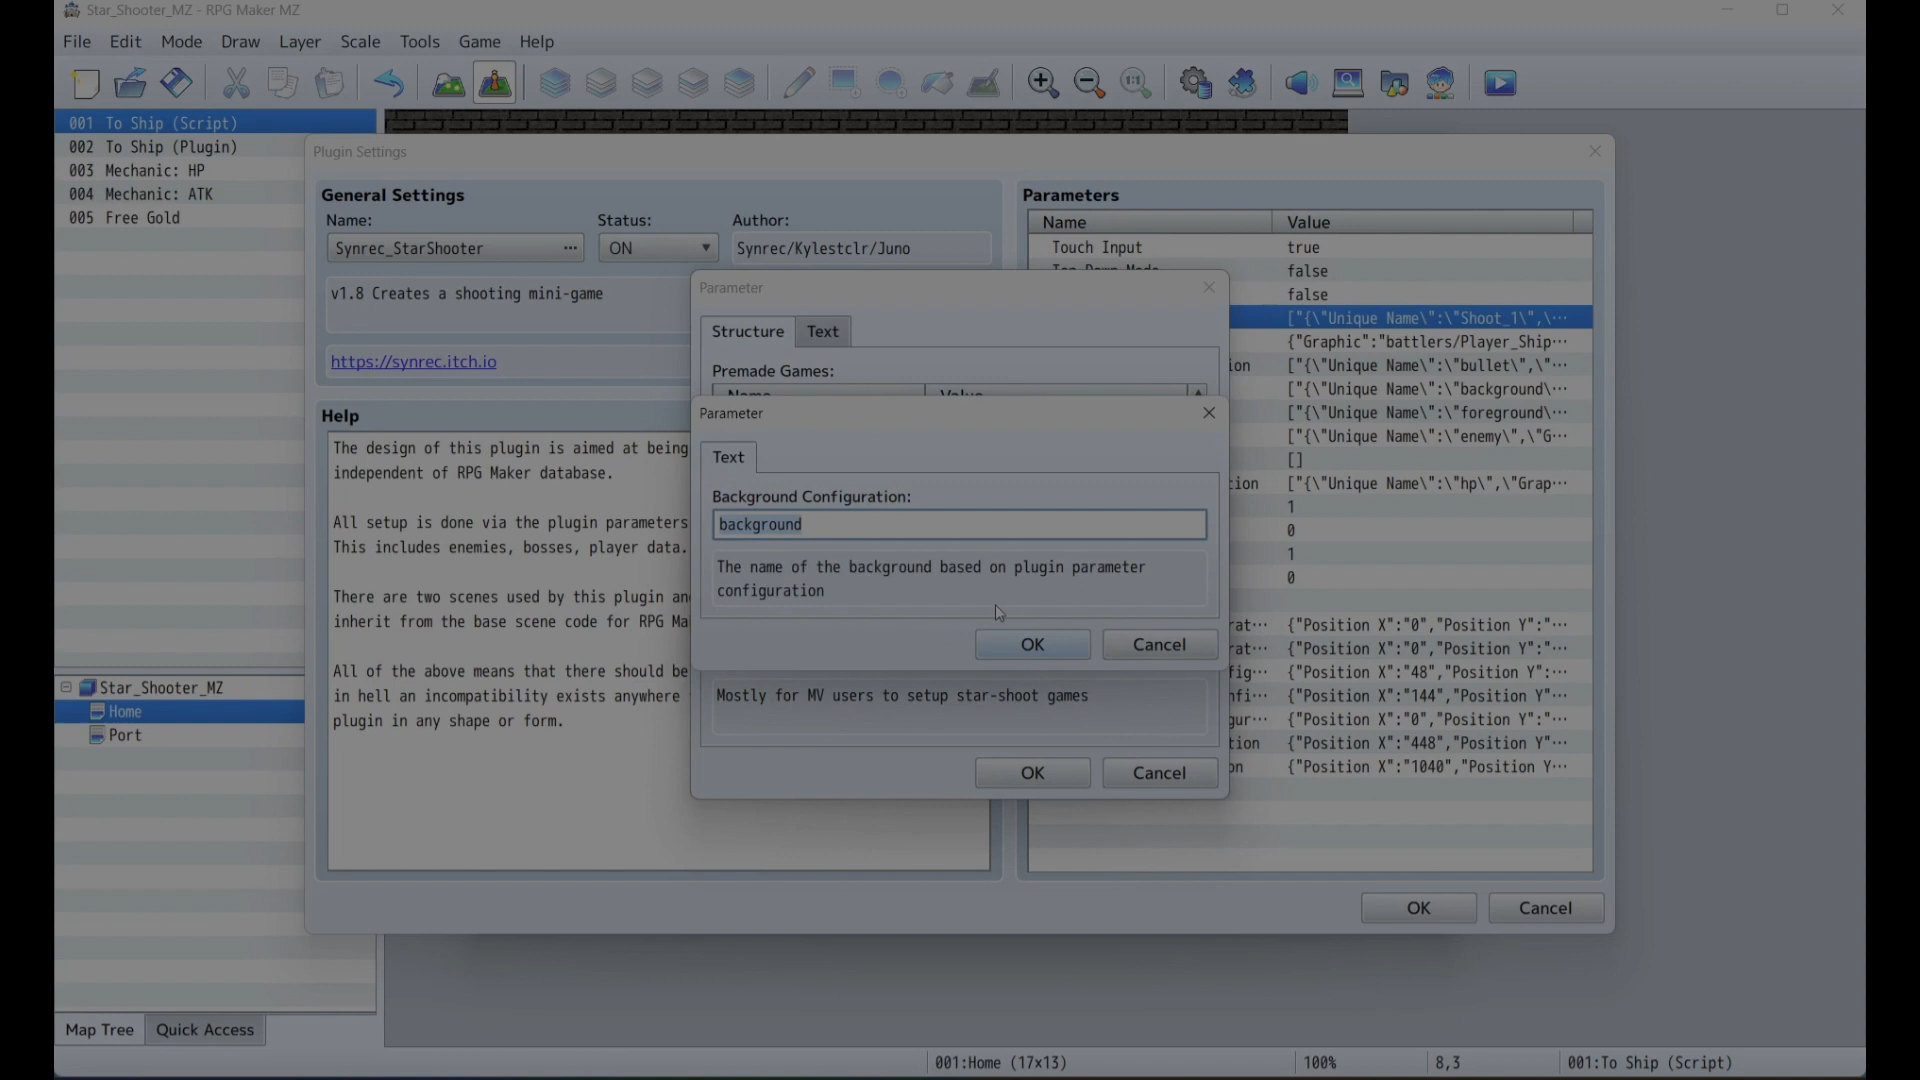 Star_Shooter_MZ - RPG Maker MZ
File Edit Mode Draw Layer Scale Tools Game Help
1:1
001 To Ship (Script)
002 To Ship (Plugin)
003 Mechanic: HP
004 Mechanic: ATK
005 Free Gold
Plugin Settings
General Settings
Name: Status: Author:
Synrec_StarShooter ... ON Synrec/Kylestclr/Juno
v1.8 Creates a shooting mini-game
https://synrec.itch.io
Help
The design of this plugin is aimed at being
independent of RPG Maker database.
All setup is done via the plugin parameters
This includes enemies, bosses, player data.
There are two scenes used by this plugin an
inherit from the base scene code for RPG Ma
All of the above means that there should be
in hell an incompatibility exists anywhere
plugin in any shape or form.
Parameters
Name Value
Touch Input true
Top Down Mode false
false
["{\"Unique Name\":\"Shoot_1\",\...
{"Graphic":"battlers/Player_Ship...
ion ["{\"Unique Name\":\"bullet\",\"...
["{\"Unique Name\":\"background\...
["{\"Unique Name\":\"foreground\...
["{\"Unique Name\":\"enemy\",\"G...
[]
tion ["{\"Unique Name\":\"hp\",\"Grap...
1
0
1
0
rat... {"Position X":"0","Position Y":"...
rat... {"Position X":"0","Position Y":"...
fig... {"Position X":"48","Position Y":...
nfi... {"Position X":"144","Position Y"...
gur... {"Position X":"0","Position Y":"...
tion {"Position X":"448","Position Y"...
on {"Position X":"1040","Position Y...
OK Cancel
Parameter
Structure Text
Premade Games:
Name Value
Parameter
Text
Background Configuration:
background
The name of the background based on plugin parameter
configuration
OK Cancel
Mostly for MV users to setup star-shoot games
OK Cancel
Star_Shooter_MZ
Home
Port
Map Tree Quick Access
001:Home (17x13) 100% 8,3 001:To Ship (Script)